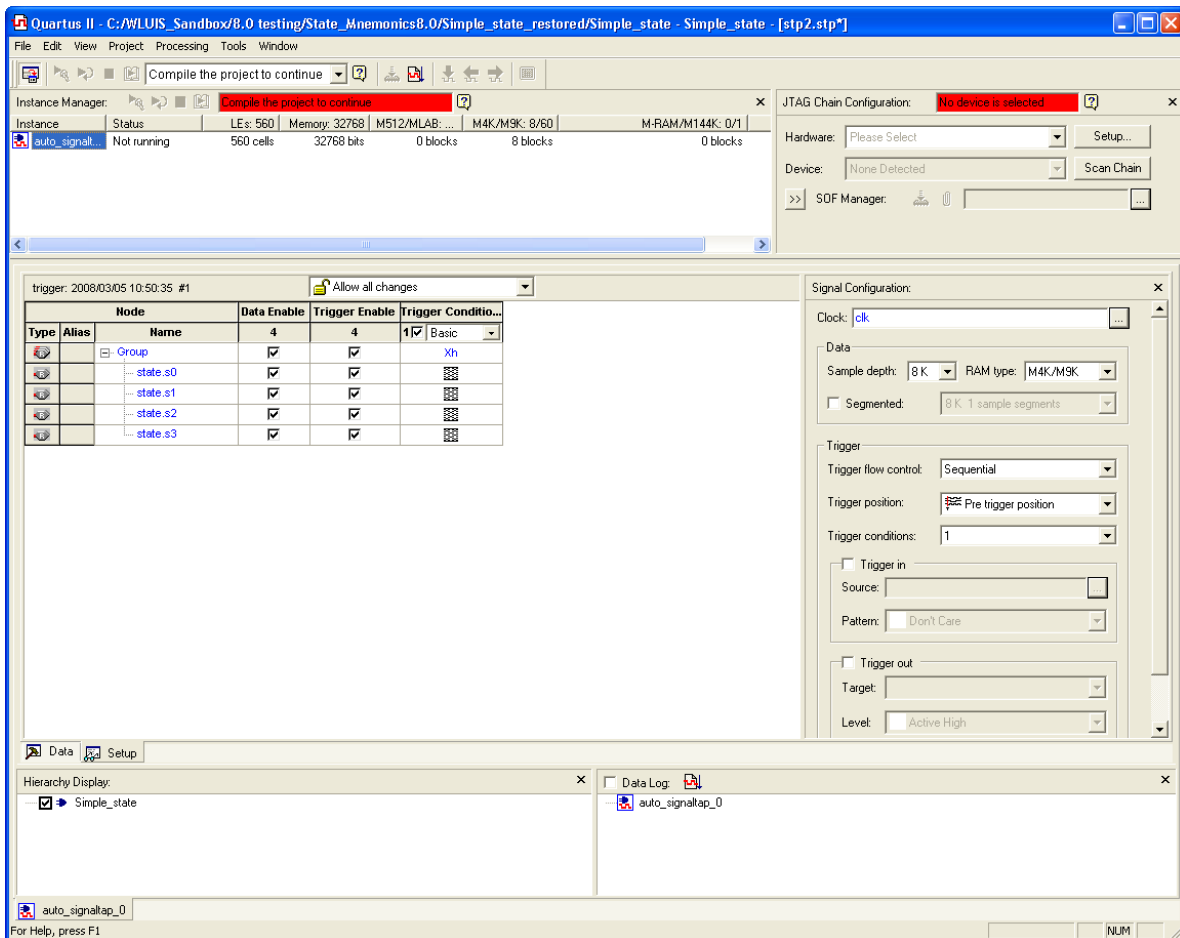 Quartus II - C:/WLUIS_Sandbox/8.0 testing/State_Mnemonics8.0/Simple_state_restored/Simple_state - Simple_state - [stp2.stp*]
File Edit View Project Processing Tools Window
Compile the project to continue
Instance Manager: Compile the project to continue
Instance Status LEs: 560 Memory: 32768 M512/MLAB: ... M4K/M9K: 8/60 M-RAM/M144K: 0/1
auto_signalt... Not running 560 cells 32768 bits 0 blocks 8 blocks 0 blocks
JTAG Chain Configuration: No device is selected
Hardware: Please Select Setup...
Device: None Detected Scan Chain
>> SOF Manager: ...
trigger: 2008/03/05 10:50:35 #1 Allow all changes
Node Data Enable Trigger Enable Trigger Conditio...
Type Alias Name 4 4 1 Basic
Group Xh
state.s0
state.s1
state.s2
state.s3
Signal Configuration:
Clock: clk ...
Data
Sample depth: 8 K RAM type: M4K/M9K
Segmented: 8 K 1 sample segments
Trigger
Trigger flow control: Sequential
Trigger position: Pre trigger position
Trigger conditions: 1
Trigger in
Source: ...
Pattern: Don't Care
Trigger out
Target:
Level: Active High
Data Setup
Hierarchy Display:
Simple_state
Data Log:
auto_signaltap_0
auto_signaltap_0
For Help, press F1 NUM